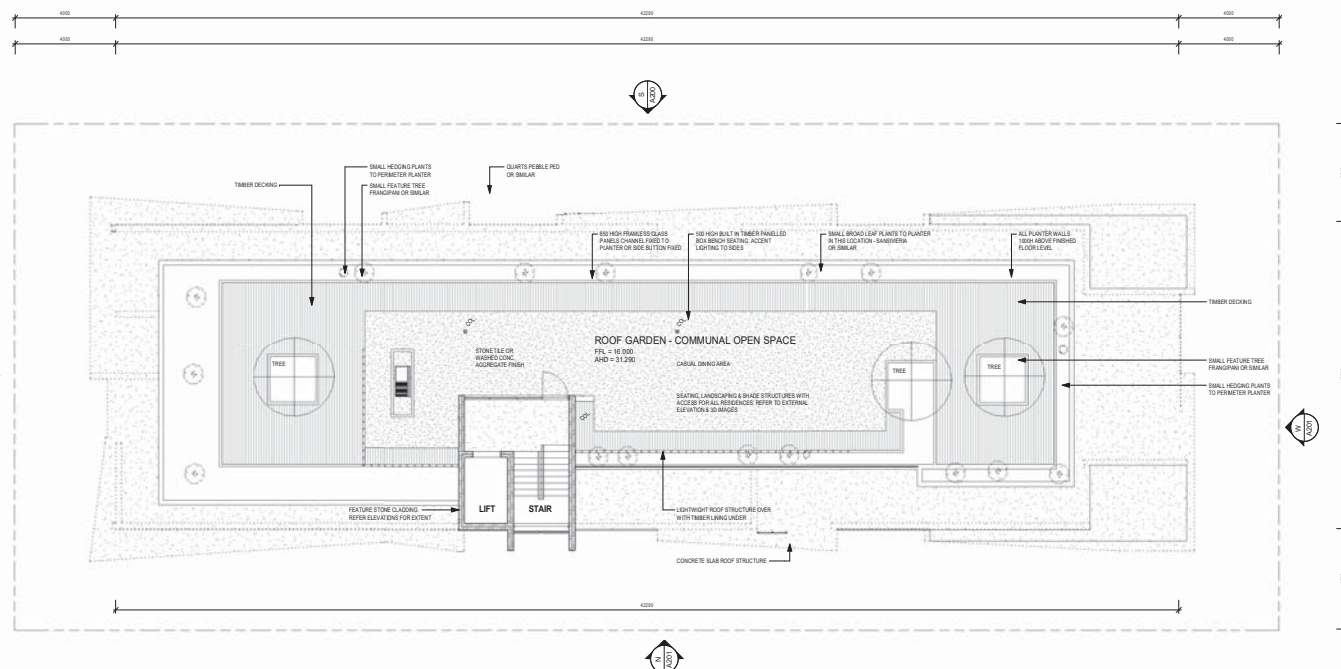 4000
42290
4000
4000
42290
4000
S
A200
SMALL HEDGING PLANTS
TO PERIMETER PLANTER
QUARTS PEBBLE PED
OR SIMILAR
TIMBER DECKING
SMALL FEATURE TREE
FRANGIPANI OR SIMILAR
650 HIGH FRAMLESS GLASS
PANELS CHANNEL FIXED TO
PLANTER OR SIDE BUTTON FIXED
500 HIGH BUILT IN TIMBER PANELLED
BOX BENCH SEATING. ACCENT
LIGHTING TO SIDES
SMALL BROAD LEAF PLANTS TO PLANTER
IN THIS LOCATION - SANSIVERIA
OR SIMILAR
ALL PLANTER WALLS
1000H ABOVE FINISHED
FLOOR LEVEL
TIMBER DECKING
COL
COL
ROOF GARDEN - COMMUNAL OPEN SPACE
FFL = 16.000
AHD = 31.290
STONE TILE OR
WASHED CONC.
AGGREGATE FINISH
CASUAL DINING AREA
TREE
TREE
TREE
SMALL FEATURE TREE
FRANGIPANI OR SIMILAR
SMALL HEDGING PLANTS
TO PERIMETER PLANTER
SEATING, LANDSCAPING & SHADE STRUCTURES WITH
ACCESS FOR ALL RESIDENCES. REFER TO EXTERNAL
ELEVATION & 3D IMAGES
COL
W
A201
FEATURE STONE CLADDING.
REFER ELEVATIONS FOR EXTENT
LIFT
STAIR
LIGHTWIGHT ROOF STRUCTURE OVER
WITH TIMBER LINING UNDER
CONCRETE SLAB ROOF STRUCTURE
42290
N
A201